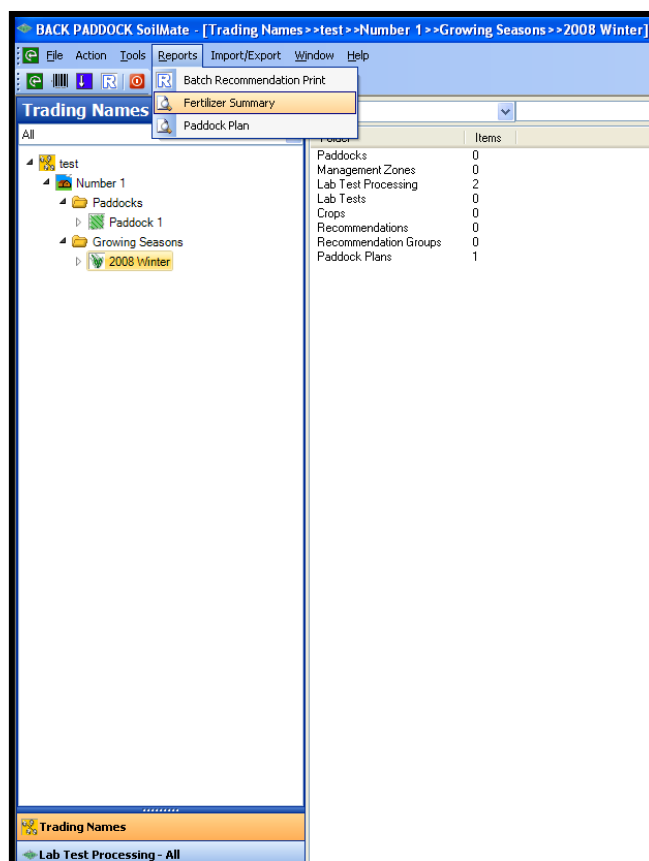 BACK PADDOCK SoilMate - [Trading Names>>test>>Number 1>>Growing Seasons>>2008 Winter]
File Action Tools Reports Import/Export Window Help
R R Batch Recommendation Print
Trading Names Fertilizer Summary
All Paddock Plan
Folder Items
test
Number 1
Paddocks
Paddock 1
Growing Seasons
2008 Winter
Paddocks 0
Management Zones 0
Lab Test Processing 2
Lab Tests 0
Crops 0
Recommendations 0
Recommendation Groups 0
Paddock Plans 1
Trading Names
Lab Test Processing - All